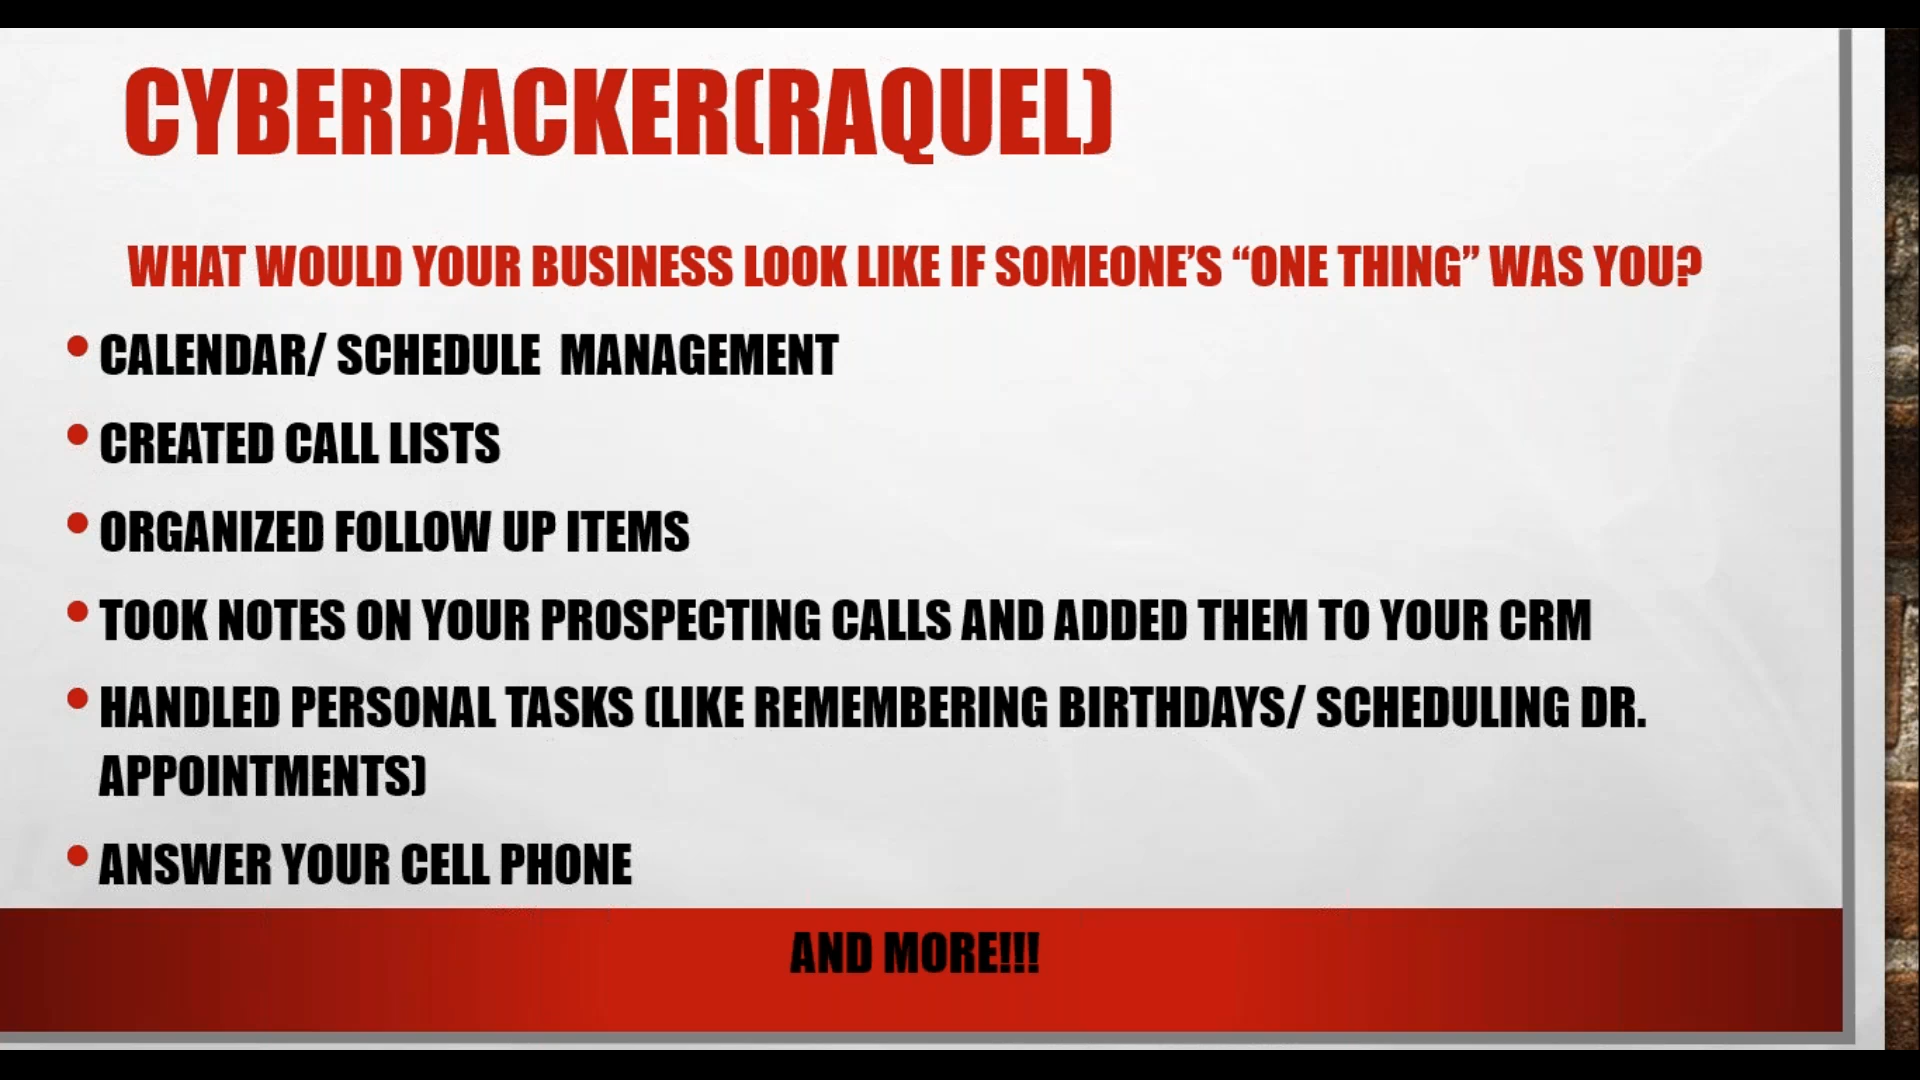 CYBERBACKER(RAQUEL)
WHAT WOULD YOUR BUSINESS LOOK LIKE IF SOMEONE’S “ONE THING” WAS YOU?
• CALENDAR/ SCHEDULE MANAGEMENT
• CREATED CALL LISTS
• ORGANIZED FOLLOW UP ITEMS
• TOOK NOTES ON YOUR PROSPECTING CALLS AND ADDED THEM TO YOUR CRM
• HANDLED PERSONAL TASKS (LIKE REMEMBERING BIRTHDAYS/ SCHEDULING DR.
APPOINTMENTS)
• ANSWER YOUR CELL PHONE
AND MORE!!!